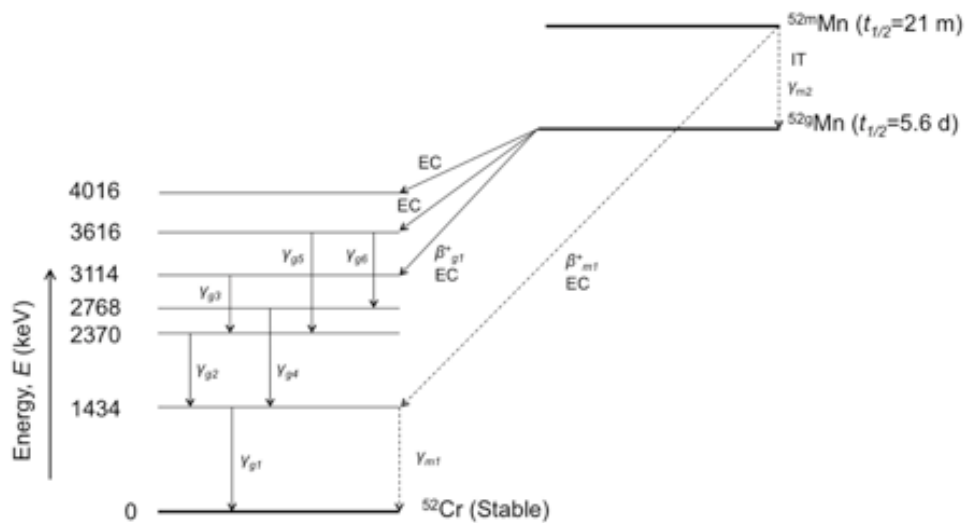 52mMn (t1/2=21 m)
IT
γm2
52gMn (t1/2=5.6 d)
EC
4016
EC
3616
γg5
γg6
β+g1
EC
β+m1
EC
3114
γg3
2768
2370
γg2
γg4
1434
γg1
γm1
0
52Cr (Stable)
Energy, E (keV)